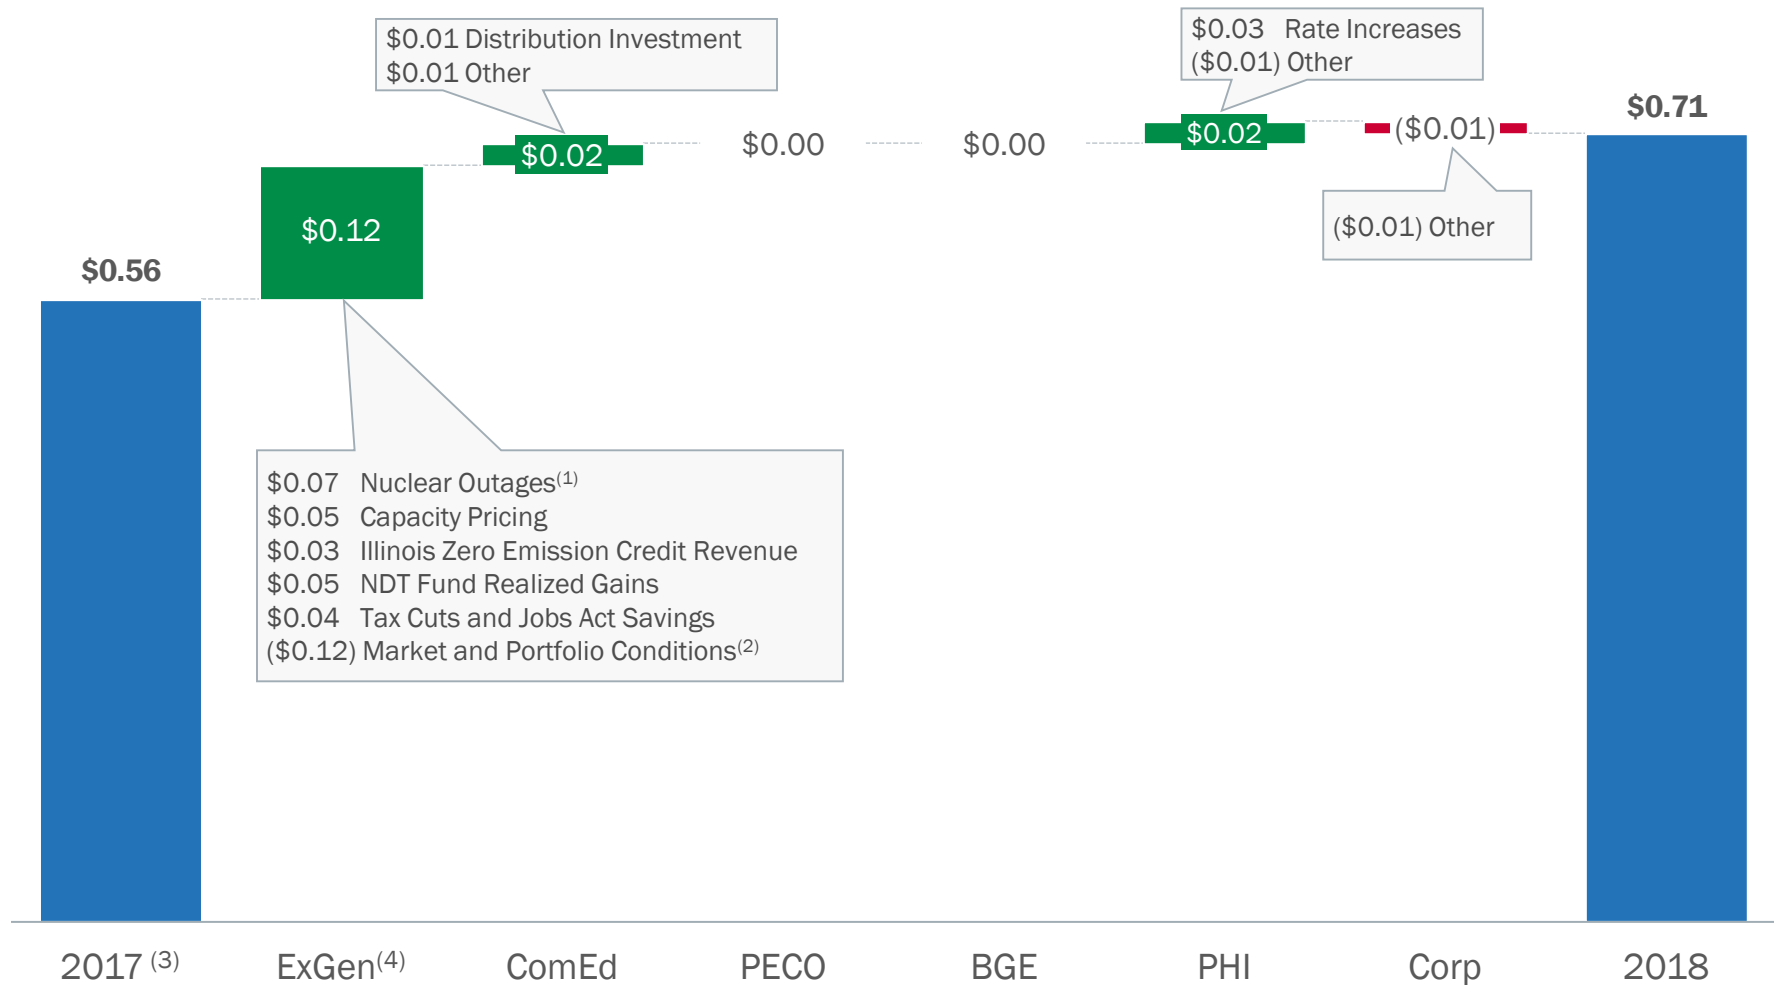 $0.01 Distribution Investment
$0.01 Other
$0.03 Rate Increases
($0.01) Other
$0.56
$0.12
$0.02
$0.00
$0.00
$0.02
($0.01)
$0.71
($0.01) Other
$0.07 Nuclear Outages(1)
$0.05 Capacity Pricing
$0.03 Illinois Zero Emission Credit Revenue
$0.05 NDT Fund Realized Gains
$0.04 Tax Cuts and Jobs Act Savings
($0.12) Market and Portfolio Conditions(2)
2017 (3)
ExGen(4)
ComEd
PECO
BGE
PHI
Corp
2018